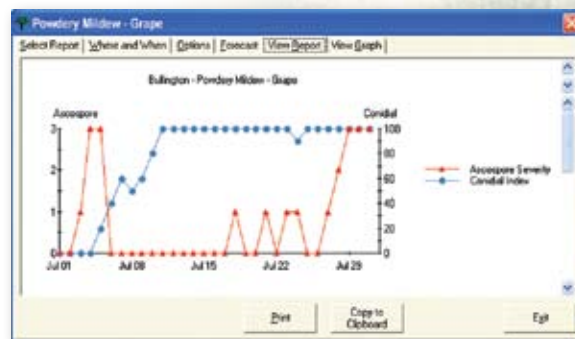 Powdery Mildew - Grape
Select Report Where and When Options Forecast View Report View Graph
Bullington - Powdery Mildew - Grape
Ascospore Conidial
3 100
80
2 60
1 40
20
0 0
Jul 01 Jul 08 Jul 15 Jul 22 Jul 29
Ascospore Severity
Conidial Index
Print Copy to Clipboard Exit